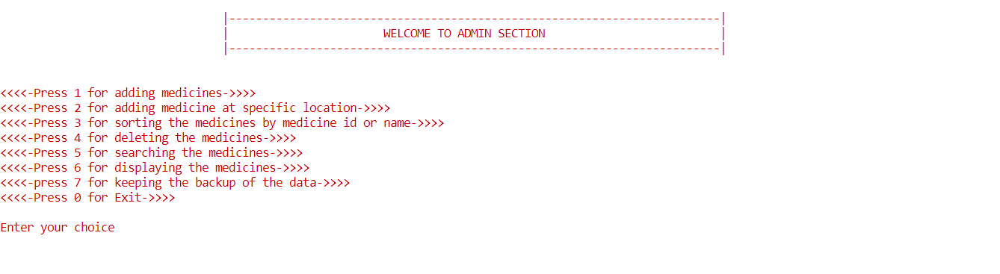 |-------------------------------------------------------------------------|
| WELCOME TO ADMIN SECTION |
|-------------------------------------------------------------------------|
<<<<-Press 1 for adding medicines->>>>
<<<<-Press 2 for adding medicine at specific location->>>>
<<<<-Press 3 for sorting the medicines by medicine id or name->>>>
<<<<-Press 4 for deleting the medicines->>>>
<<<<-Press 5 for searching the medicines->>>>
<<<<-Press 6 for displaying the medicines->>>>
<<<<-press 7 for keeping the backup of the data->>>>
<<<<-Press 0 for Exit->>>>
Enter your choice